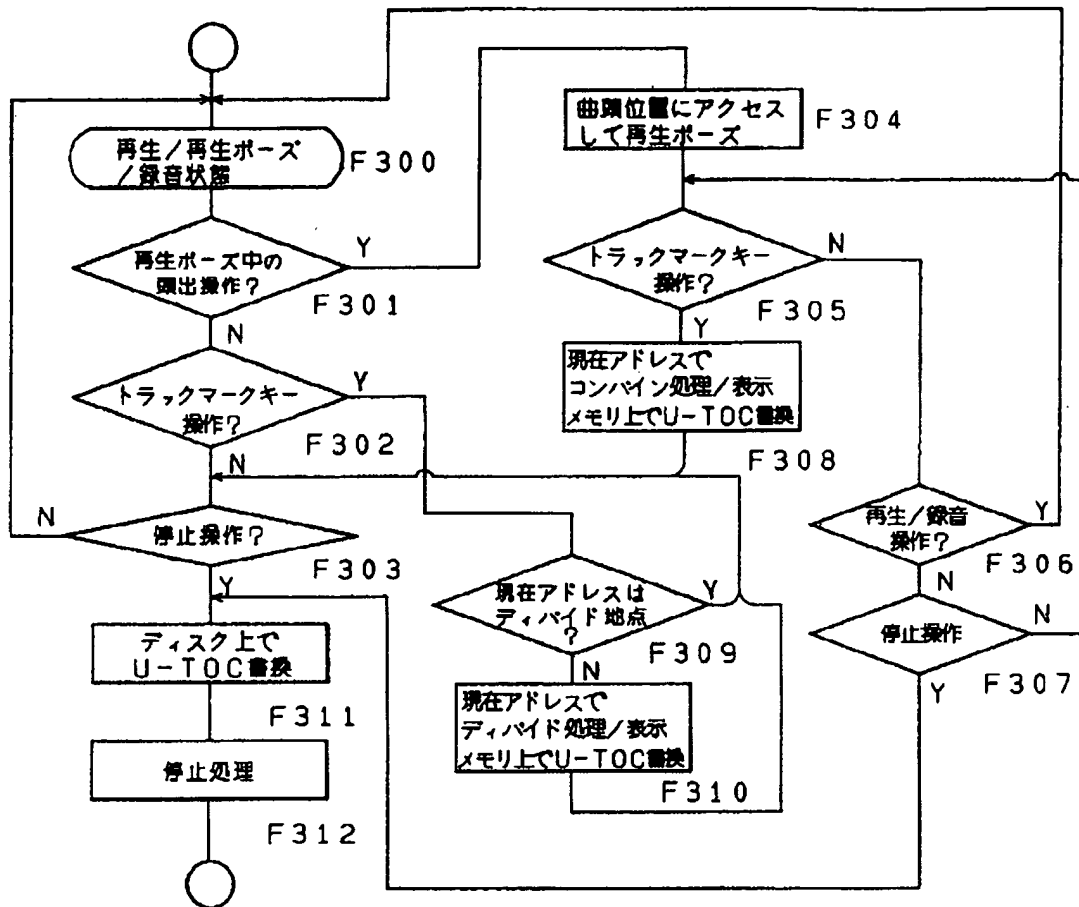 再生／再生ポーズ
／録音状態
F300
再生ポーズ中の
頭出操作？
Y
F301
N
トラックマークキー
操作？
Y
F302
N
停止操作？
N
F303
Y
ディスク上で
U-TOC書換
F311
停止処理
F312
曲頭位置にアクセス
して再生ポーズ
F304
トラックマークキー
操作？
N
F305
Y
現在アドレスで
コンバイン処理／表示
メモリ上でU-TOC書換
F308
現在アドレスは
ディバイド地点
？
Y
F309
N
現在アドレスで
ディバイド処理／表示
メモリ上でU-TOC書換
F310
再生／録音
操作？
Y
F306
N
停止操作
N
F307
Y